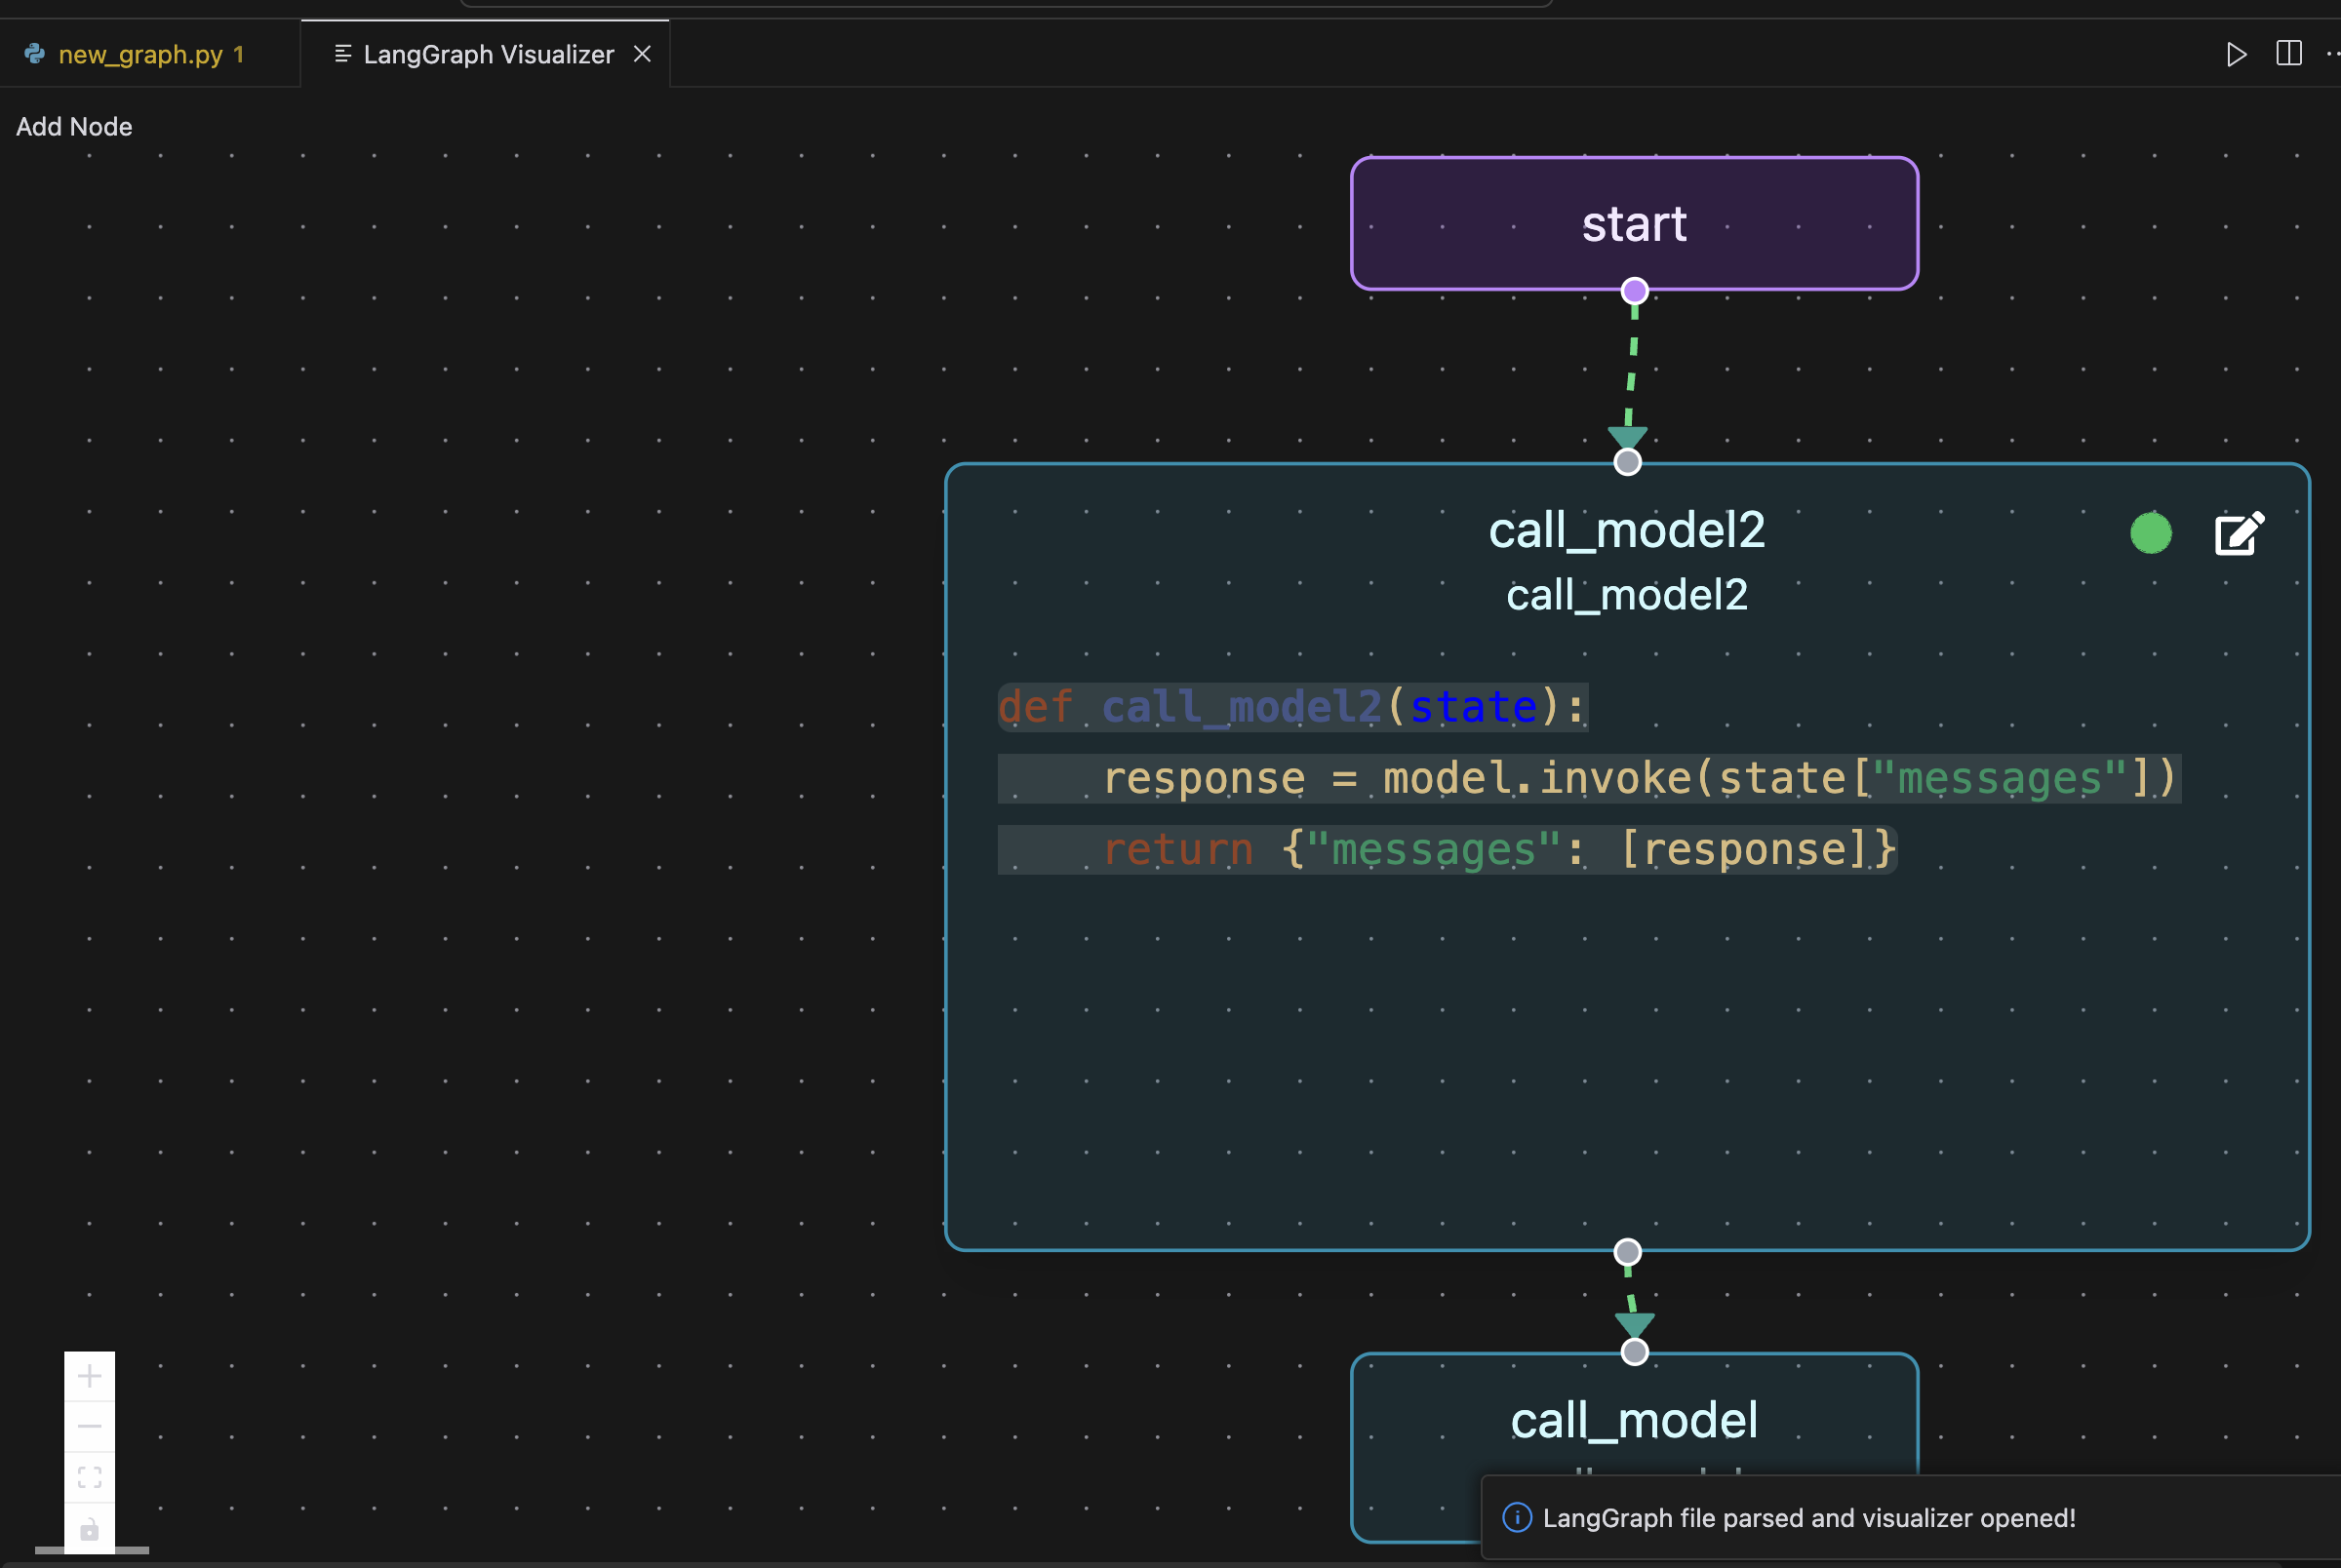 new_graph.py 1
LangGraph Visualizer
Add Node
start
call_model2
call_model2
def call_model2(state):
    response = model.invoke(state["messages"])
    return {"messages": [response]}
call_model
LangGraph file parsed and visualizer opened!